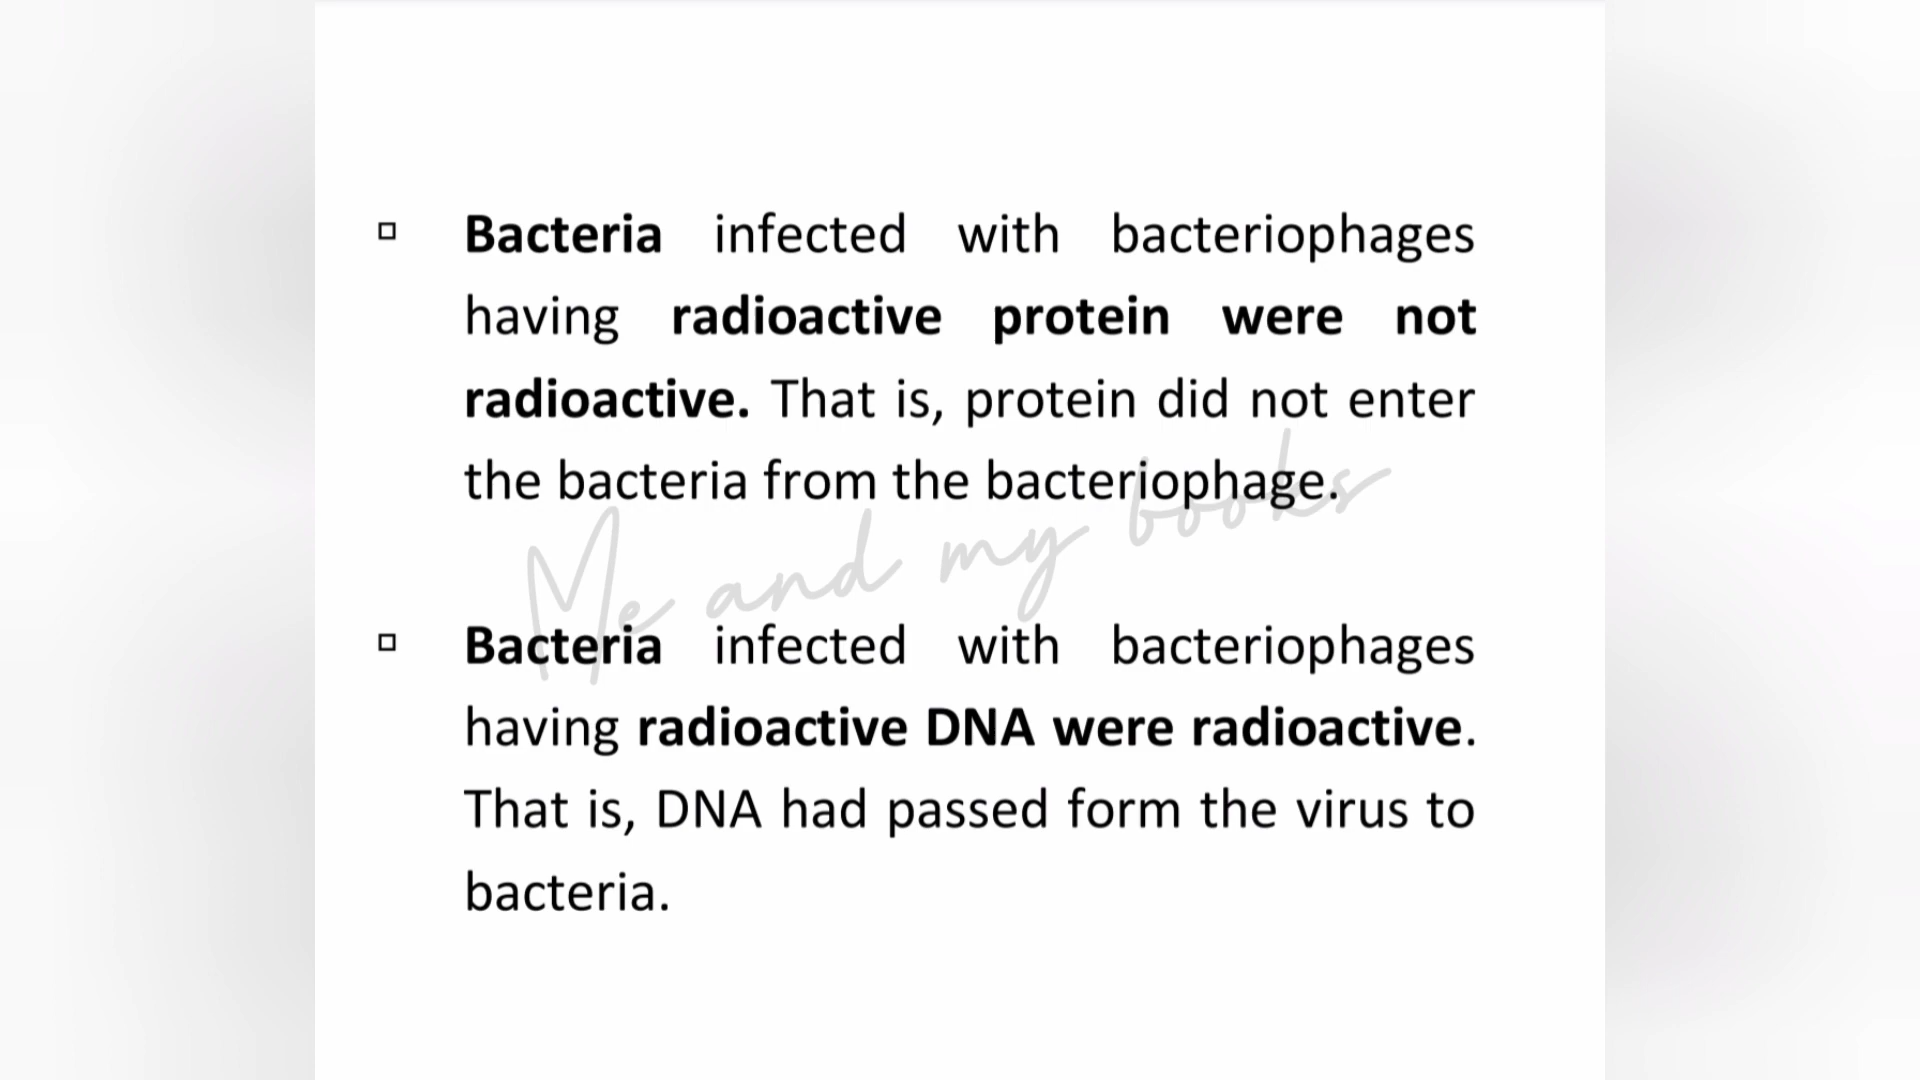 ▫ Bacteria infected with bacteriophages
having radioactive protein were not
radioactive. That is, protein did not enter
the bacteria from the bacteriophage.
Me and my books
▫ Bacteria infected with bacteriophages
having radioactive DNA were radioactive.
That is, DNA had passed form the virus to
bacteria.